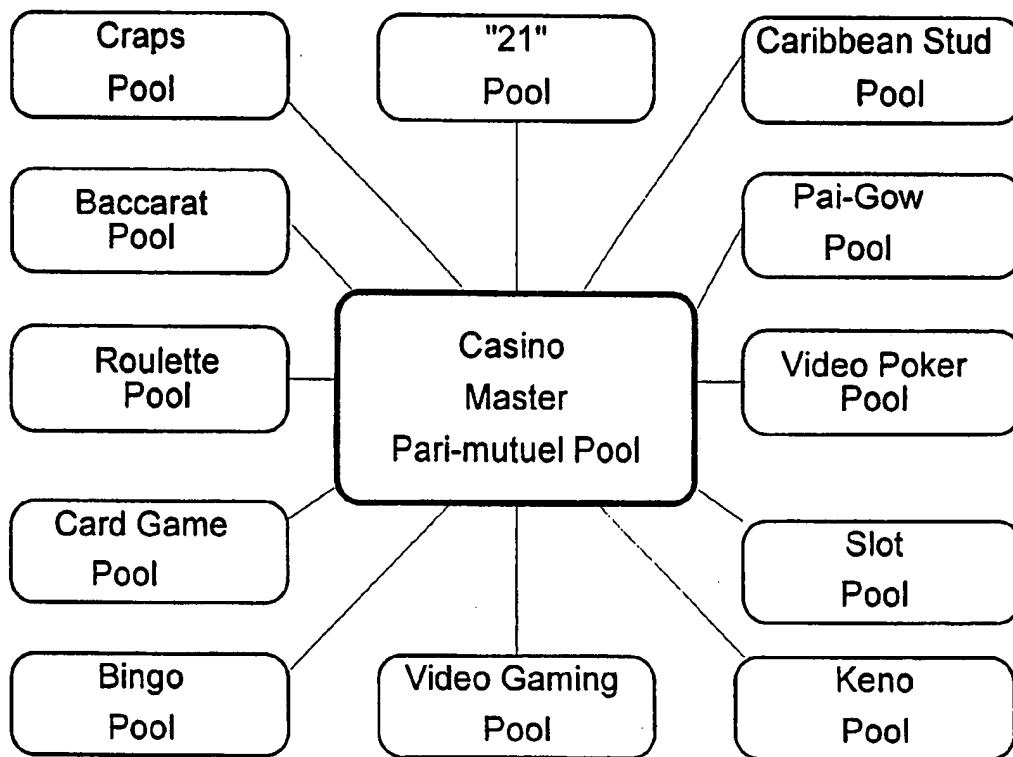 Craps
Pool
"21"
Pool
Caribbean Stud
Pool
Baccarat
Pool
Pai-Gow
Pool
Casino
Master
Pari-mutuel Pool
Roulette
Pool
Video Poker
Pool
Card Game
Pool
Slot
Pool
Bingo
Pool
Video Gaming
Pool
Keno
Pool